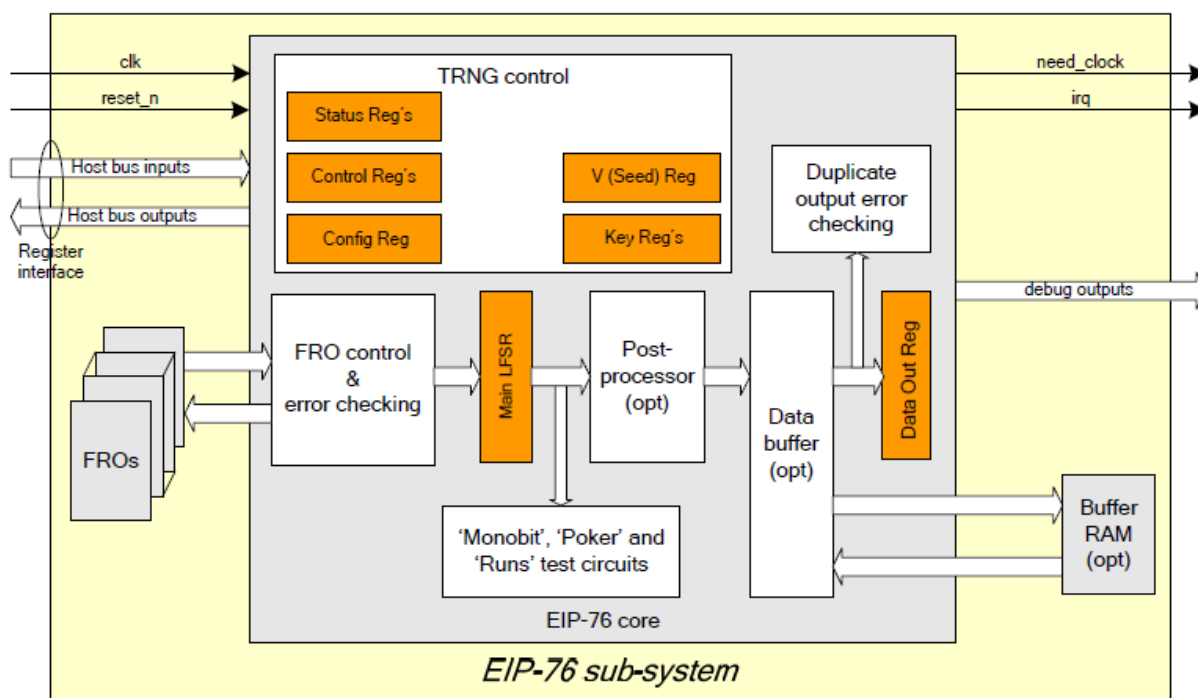 clk
reset_n
Host bus inputs
Host bus outputs
Register
interface
TRNG control
Status Reg's
Control Reg's
Config Reg
V (Seed) Reg
Key Reg's
need_clock
irq
Duplicate
output error
checking
debug outputs
FROs
FRO control
&
error checking
Main LFSR
Post-
processor
(opt)
Data
buffer
(opt)
Data Out Reg
'Monobit', 'Poker' and
'Runs' test circuits
Buffer
RAM
(opt)
EIP-76 core
EIP-76 sub-system